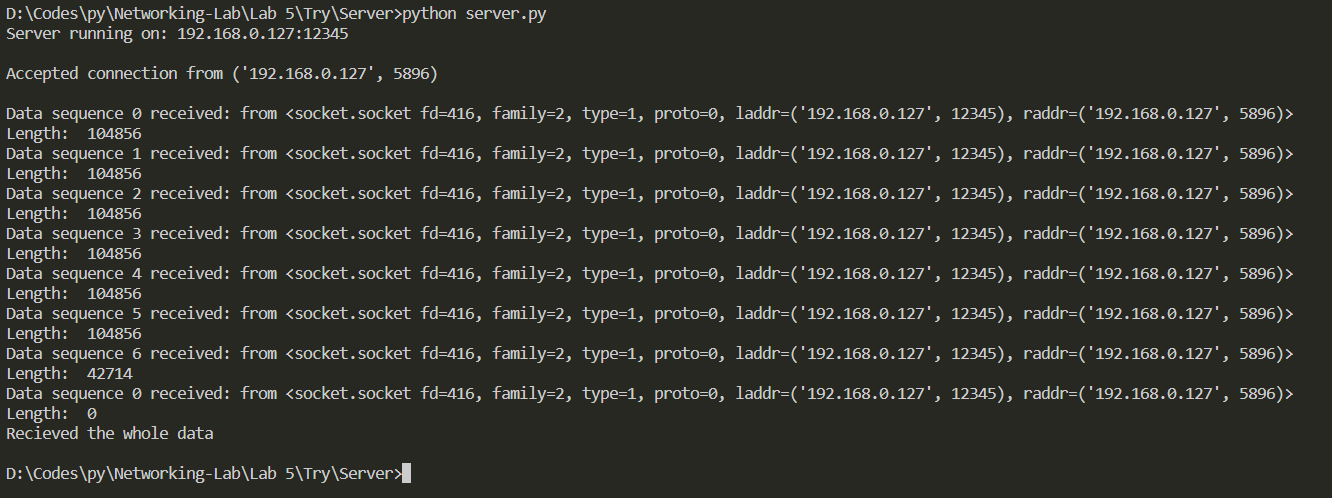 D:\Codes\py\Networking-Lab\Lab 5\Try\Server>python server.py
Server running on: 192.168.0.127:12345
Accepted connection from ('192.168.0.127', 5896)
Data sequence 0 received: from <socket.socket fd=416, family=2, type=1, proto=0, laddr=('192.168.0.127', 12345), raddr=('192.168.0.127', 5896)>
Length:  104856
Data sequence 1 received: from <socket.socket fd=416, family=2, type=1, proto=0, laddr=('192.168.0.127', 12345), raddr=('192.168.0.127', 5896)>
Length:  104856
Data sequence 2 received: from <socket.socket fd=416, family=2, type=1, proto=0, laddr=('192.168.0.127', 12345), raddr=('192.168.0.127', 5896)>
Length:  104856
Data sequence 3 received: from <socket.socket fd=416, family=2, type=1, proto=0, laddr=('192.168.0.127', 12345), raddr=('192.168.0.127', 5896)>
Length:  104856
Data sequence 4 received: from <socket.socket fd=416, family=2, type=1, proto=0, laddr=('192.168.0.127', 12345), raddr=('192.168.0.127', 5896)>
Length:  104856
Data sequence 5 received: from <socket.socket fd=416, family=2, type=1, proto=0, laddr=('192.168.0.127', 12345), raddr=('192.168.0.127', 5896)>
Length:  104856
Data sequence 6 received: from <socket.socket fd=416, family=2, type=1, proto=0, laddr=('192.168.0.127', 12345), raddr=('192.168.0.127', 5896)>
Length:  42714
Data sequence 0 received: from <socket.socket fd=416, family=2, type=1, proto=0, laddr=('192.168.0.127', 12345), raddr=('192.168.0.127', 5896)>
Length:  0
Recieved the whole data
D:\Codes\py\Networking-Lab\Lab 5\Try\Server>